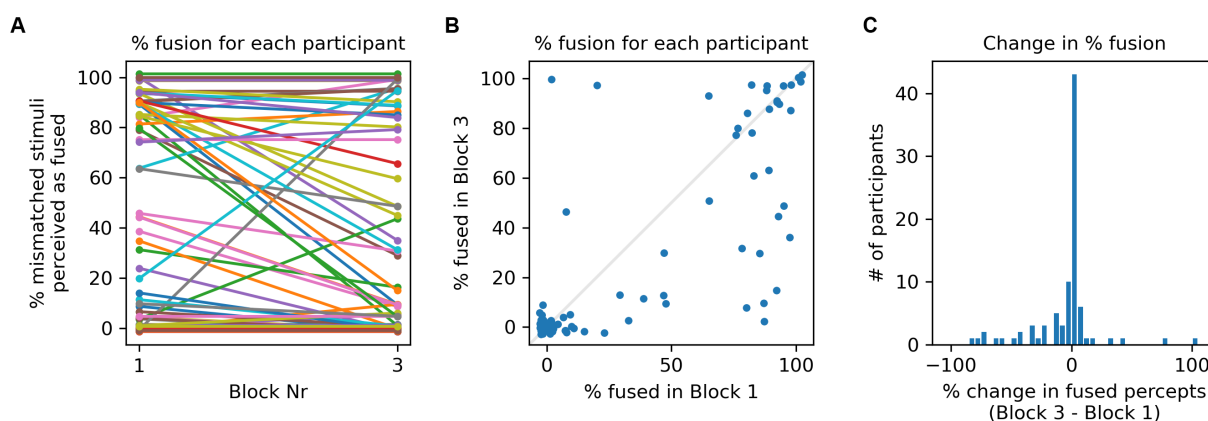 A
% fusion for each participant
% mismatched stimuli
perceived as fused
100
80
60
40
20
0
1
3
Block Nr
B
% fusion for each participant
% fused in Block 3
100
80
60
40
20
0
0
50
100
% fused in Block 1
C
Change in % fusion
# of participants
40
30
20
10
0
−100
0
100
% change in fused percepts
(Block 3 - Block 1)